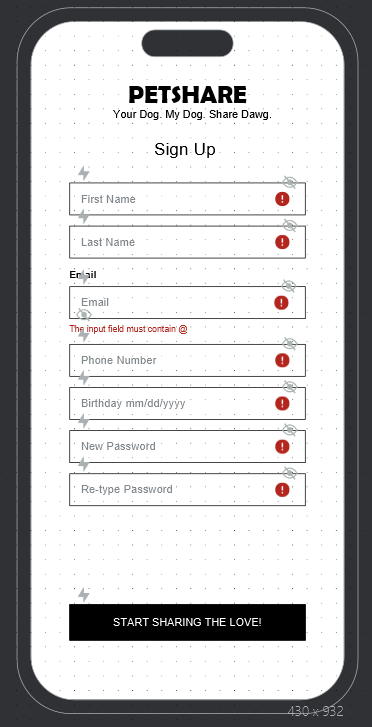 PETSHARE
Your Dog. My Dog. Share Dawg.
Sign Up
First Name
Last Name
Email
Email
The input field must contain @
Phone Number
Birthday mm/dd/yyyy
New Password
Re-type Password
START SHARING THE LOVE!
430 x 932